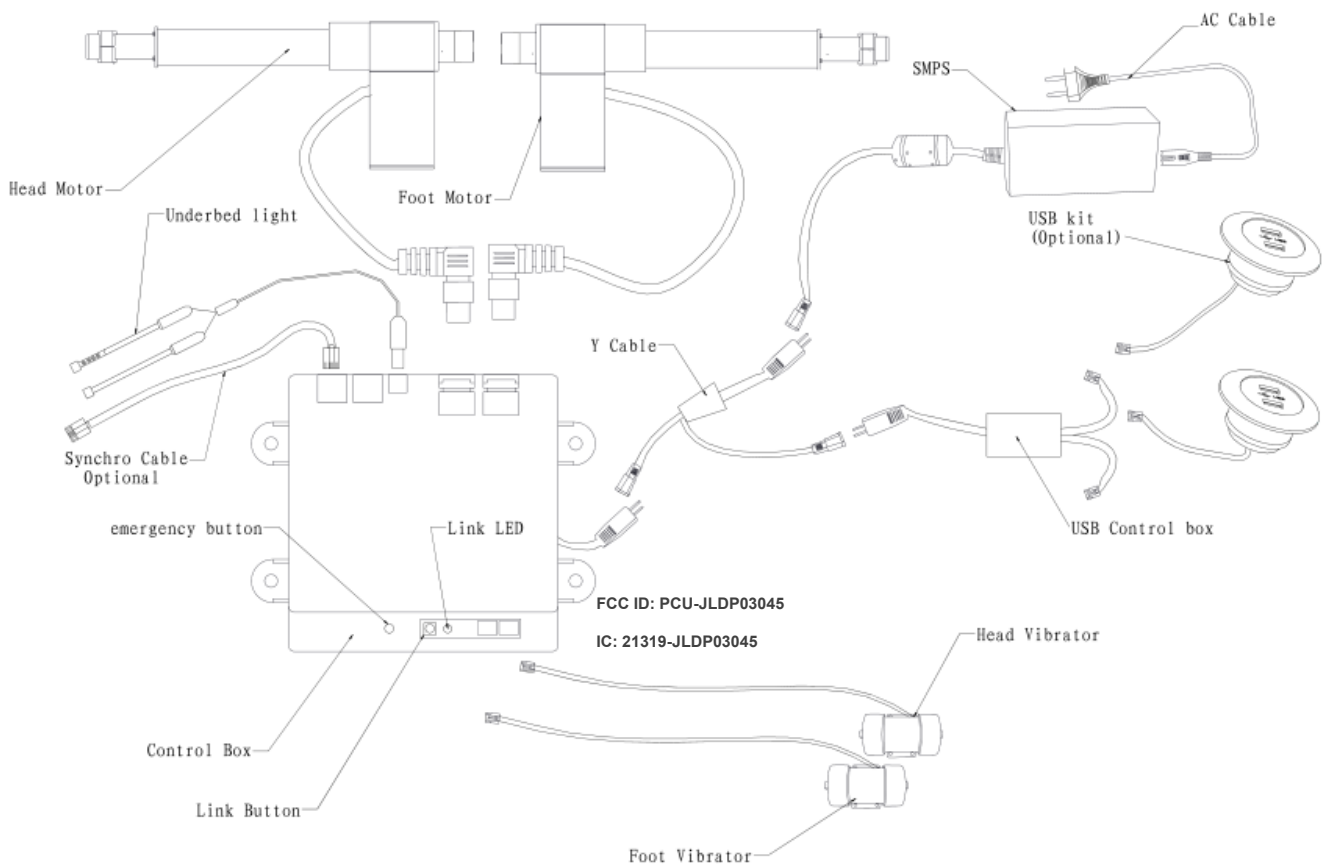 AC Cable
SMPS
Head Motor
Foot Motor
Underbed light
USB kit
(Optional)
Y Cable
Synchro Cable
Optional
emergency button
Link LED
USB Control box
FCC ID: PCU-JLDP03045
IC: 21319-JLDP03045
Head Vibrator
Control Box
Link Button
Foot Vibrator